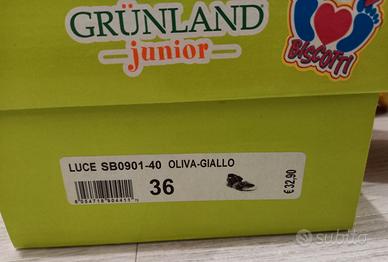 GRÜNLAND
junior
BISCOTTI
LUCE SB0901-40 OLIVA-GIALLO
36
€ 32,90
subito